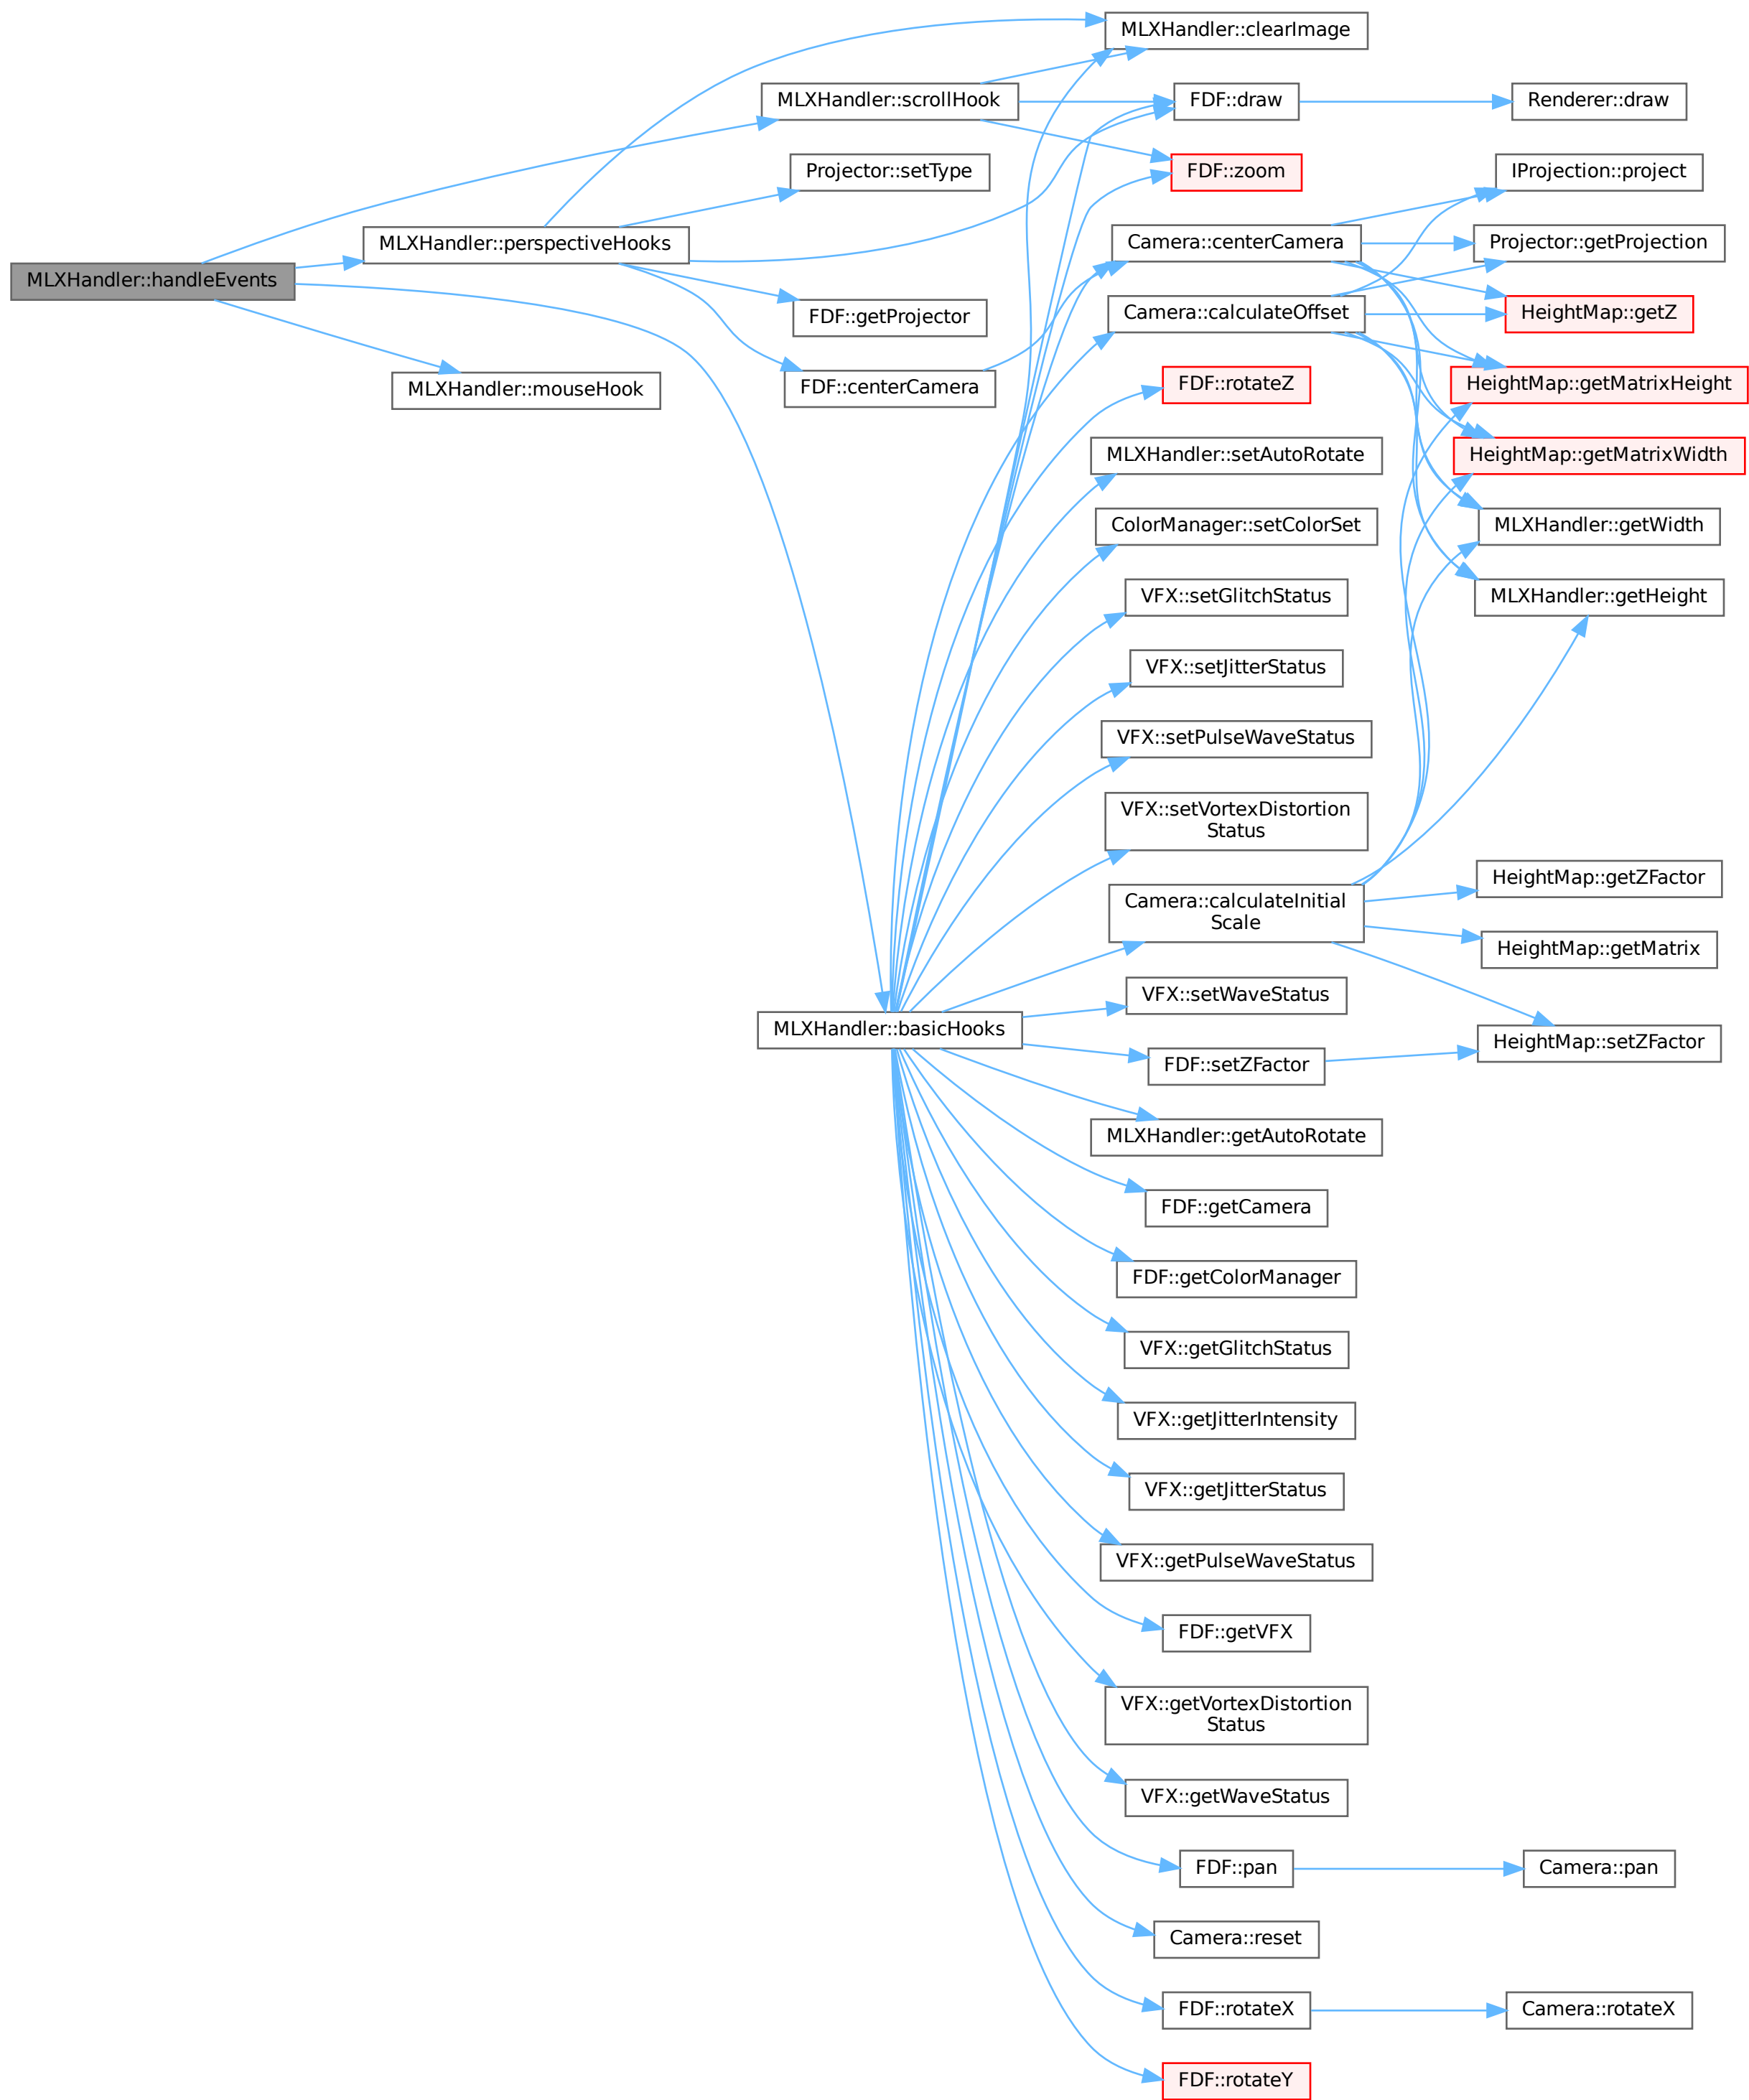 MLXHandler::handleEvents
MLXHandler::perspectiveHooks
MLXHandler::mouseHook
MLXHandler::scrollHook
Projector::setType
FDF::getProjector
FDF::centerCamera
MLXHandler::basicHooks
MLXHandler::clearImage
FDF::draw
FDF::zoom
Camera::centerCamera
Camera::calculateOffset
FDF::rotateZ
MLXHandler::setAutoRotate
ColorManager::setColorSet
VFX::setGlitchStatus
VFX::setJitterStatus
VFX::setPulseWaveStatus
VFX::setVortexDistortion
Status
Camera::calculateInitial
Scale
VFX::setWaveStatus
FDF::setZFactor
MLXHandler::getAutoRotate
FDF::getCamera
FDF::getColorManager
VFX::getGlitchStatus
VFX::getJitterIntensity
VFX::getJitterStatus
VFX::getPulseWaveStatus
FDF::getVFX
VFX::getVortexDistortion
Status
VFX::getWaveStatus
FDF::pan
Camera::reset
FDF::rotateX
FDF::rotateY
Renderer::draw
IProjection::project
Projector::getProjection
HeightMap::getZ
HeightMap::getMatrixHeight
HeightMap::getMatrixWidth
MLXHandler::getWidth
MLXHandler::getHeight
HeightMap::getZFactor
HeightMap::getMatrix
HeightMap::setZFactor
Camera::pan
Camera::rotateX